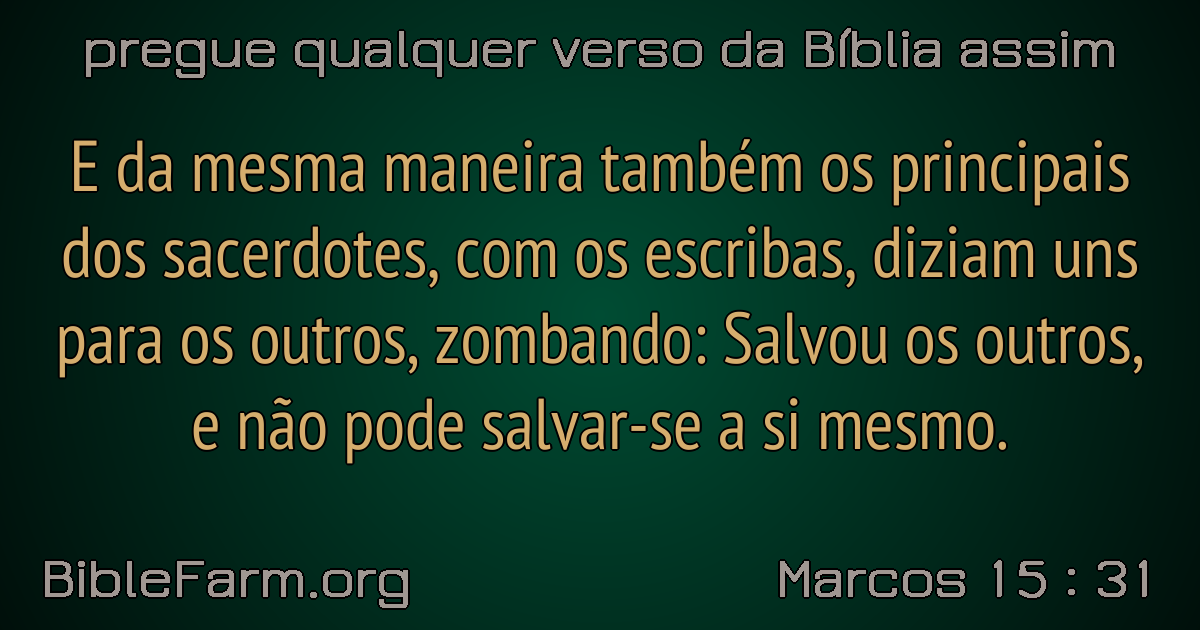 pregue qualquer verso da Bíblia assim
E da mesma maneira também os principais
dos sacerdotes, com os escribas, diziam uns
para os outros, zombando: Salvou os outros,
e não pode salvar-se a si mesmo.
BibleFarm.org
Marcos 15 : 31